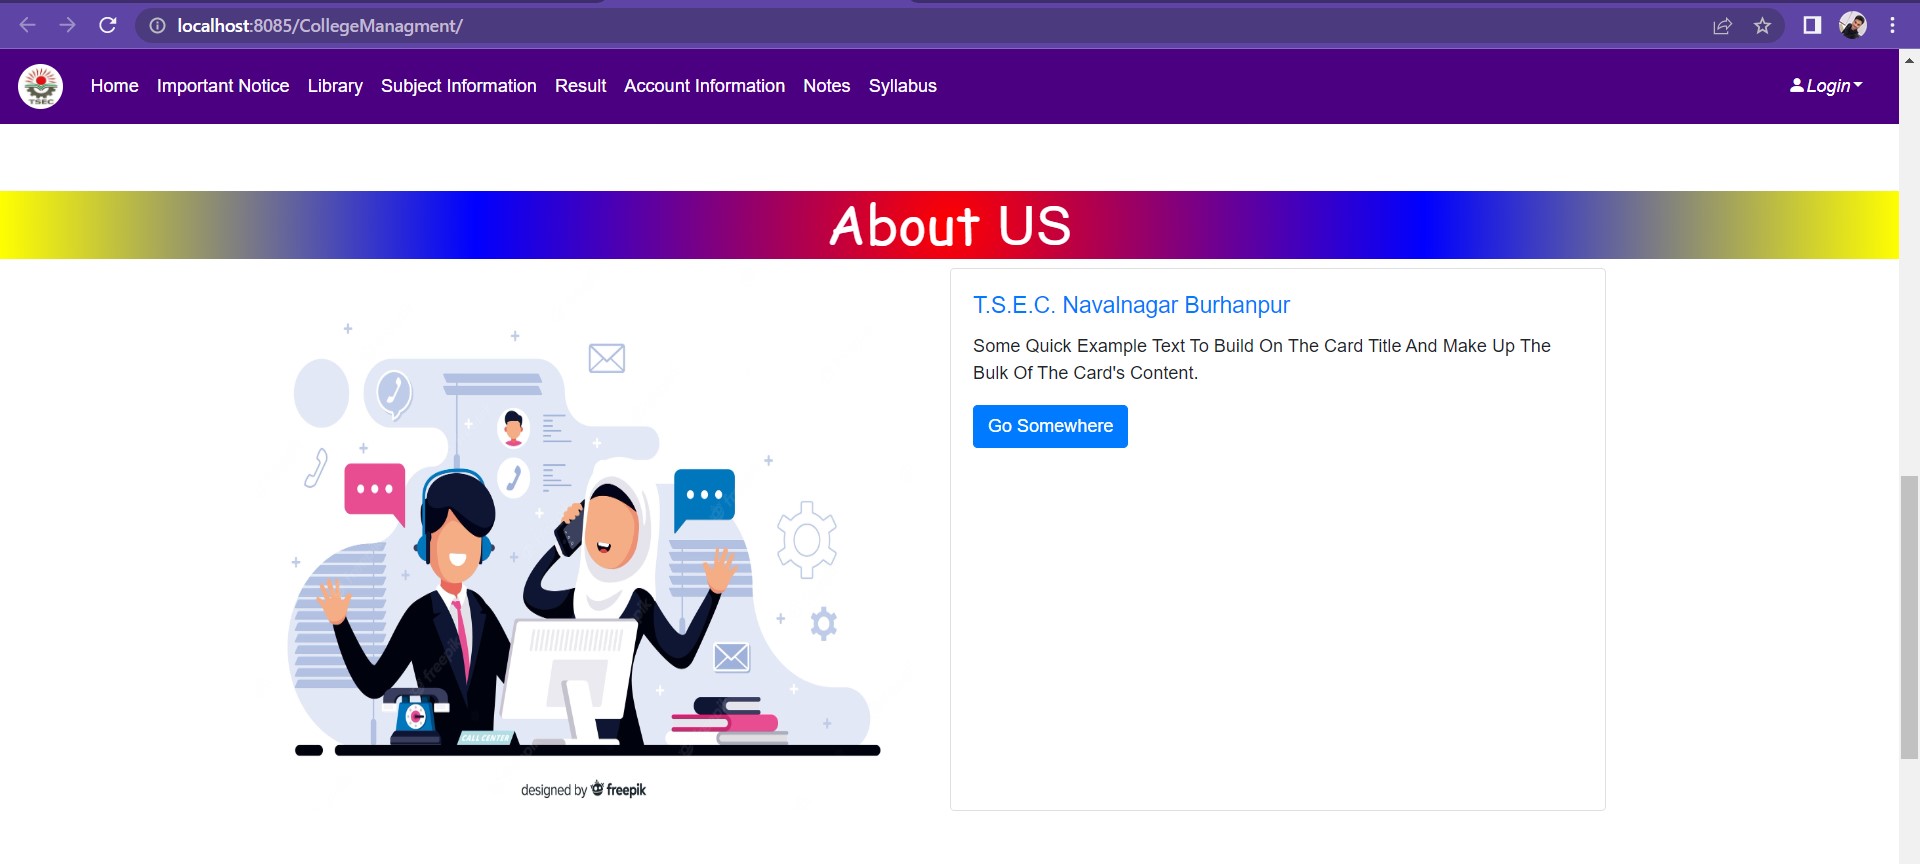 localhost:8085/CollegeManagment/
TSEC
Home Important Notice Library Subject Information Result Account Information Notes Syllabus Login
About US
T.S.E.C. Navalnagar Burhanpur
Some Quick Example Text To Build On The Card Title And Make Up The
Bulk Of The Card's Content.
Go Somewhere
freepik
CALL CENTER
designed by freepik